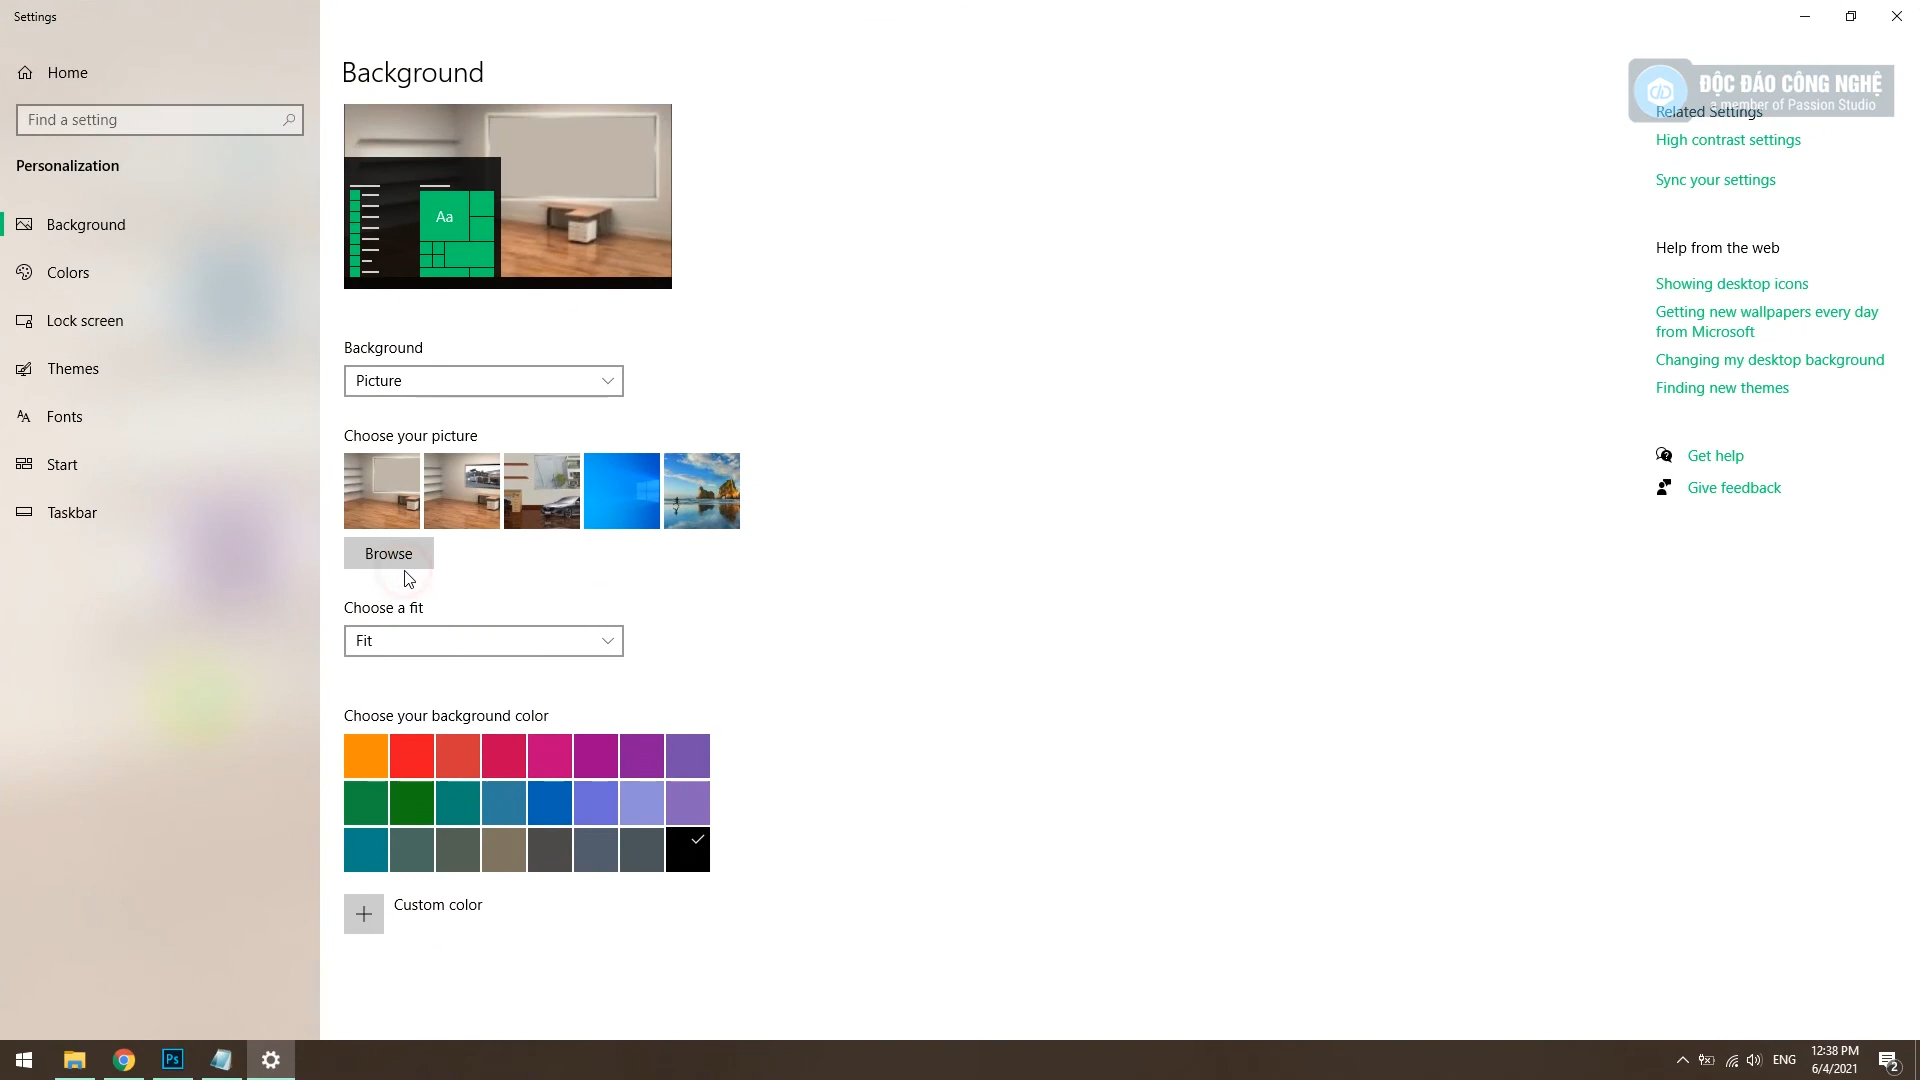 Settings
Home
Find a setting
Personalization
Background
Colors
Lock screen
Themes
Fonts
Start
Taskbar
Background
Aa
Background
Picture
Choose your picture
Browse
Choose a fit
Fit
Choose your background color
Custom color
ĐỘC ĐÁO CÔNG NGHỆ
a member of Passion Studio
Related Settings
High contrast settings
Sync your settings
Help from the web
Showing desktop icons
Getting new wallpapers every day
from Microsoft
Changing my desktop background
Finding new themes
Get help
Give feedback
Ps
ENG
12:38 PM
6/4/2021
2